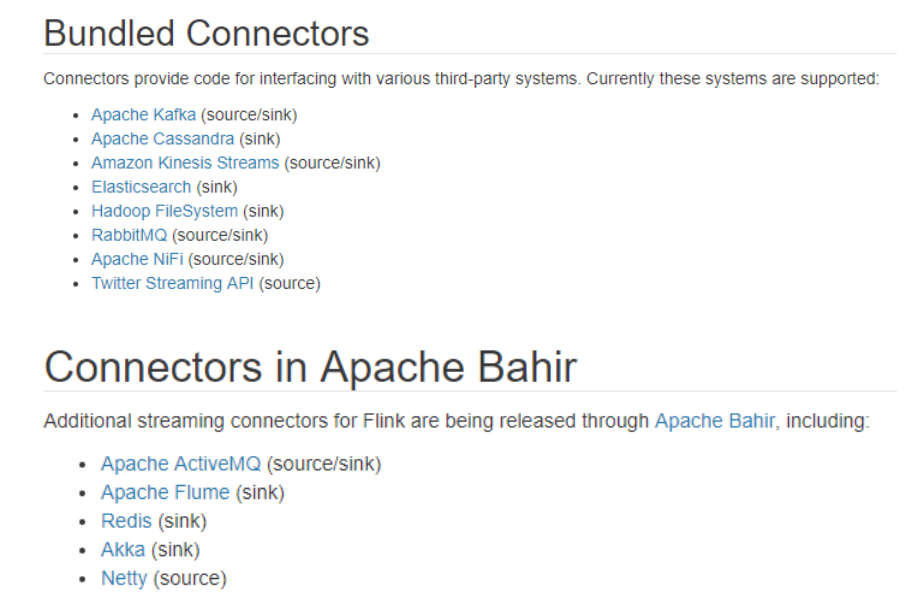 Bundled Connectors
Connectors provide code for interfacing with various third-party systems. Currently these systems are supported:
• Apache Kafka (source/sink)
• Apache Cassandra (sink)
• Amazon Kinesis Streams (source/sink)
• Elasticsearch (sink)
• Hadoop FileSystem (sink)
• RabbitMQ (source/sink)
• Apache NiFi (source/sink)
• Twitter Streaming API (source)
Connectors in Apache Bahir
Additional streaming connectors for Flink are being released through Apache Bahir, including:
• Apache ActiveMQ (source/sink)
• Apache Flume (sink)
• Redis (sink)
• Akka (sink)
• Netty (source)